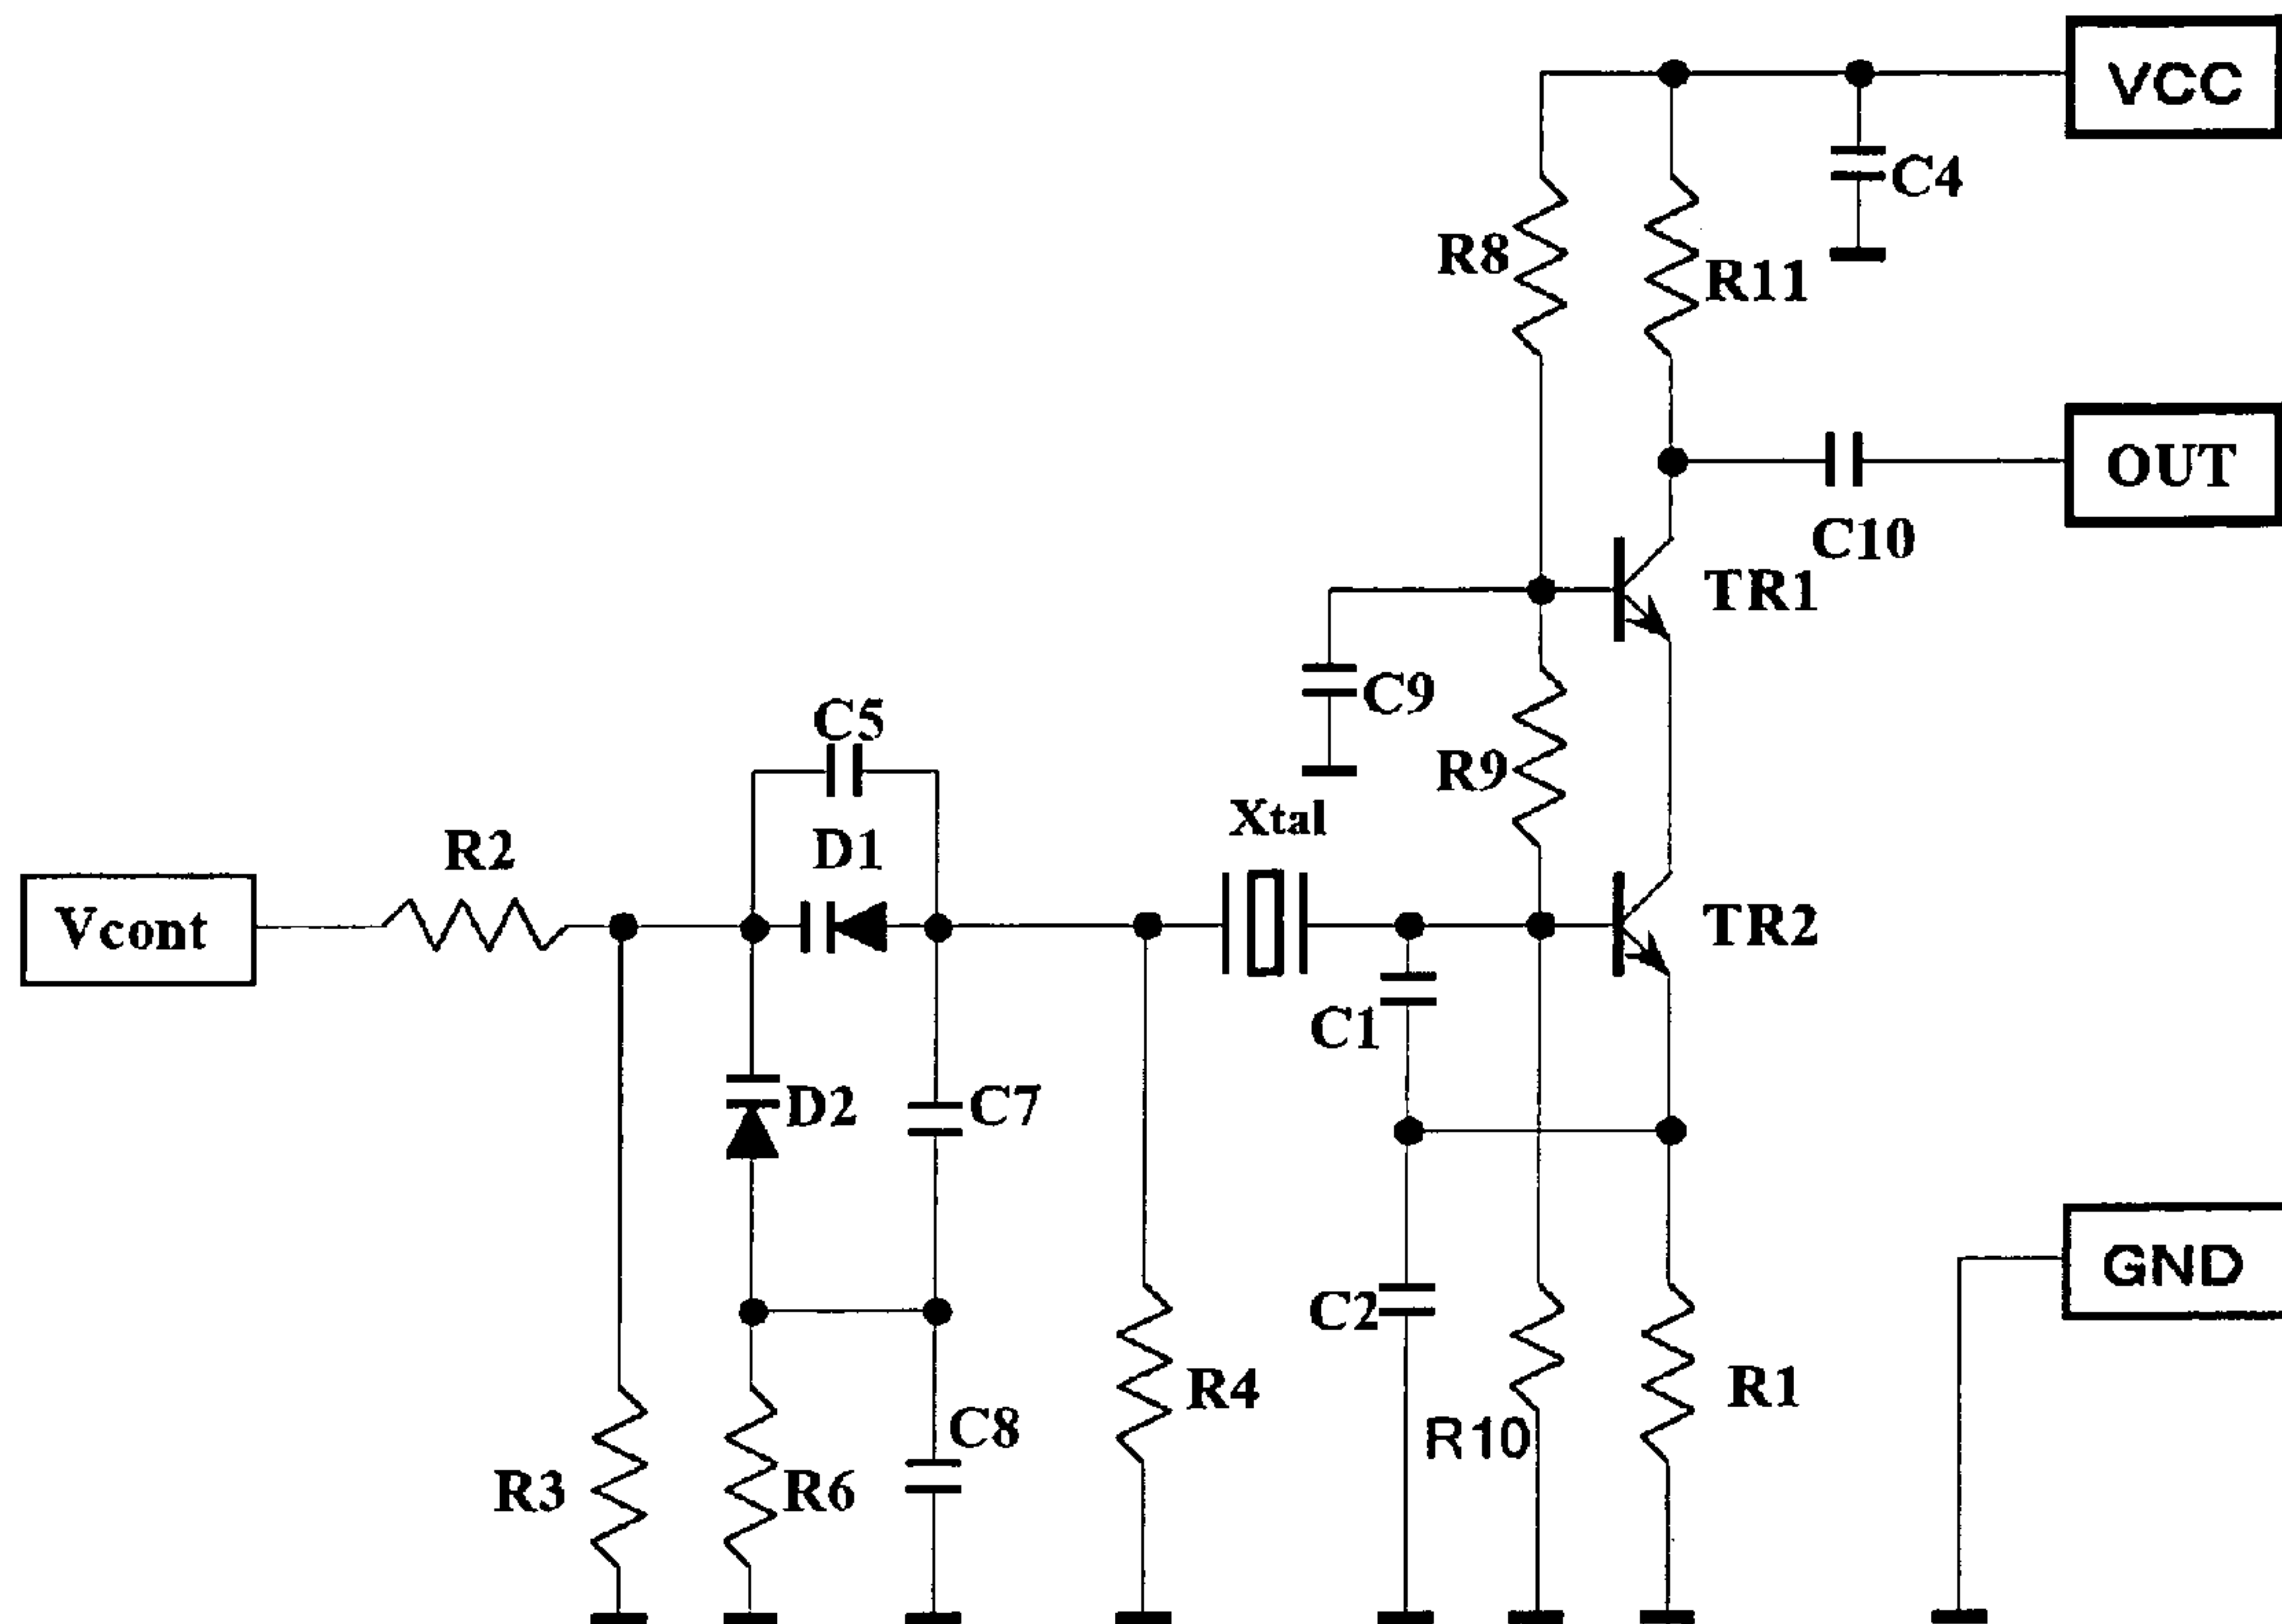 VCC
C4
R8
R11
OUT
C10
TR1
C9
C5
R9
Xtal
R2
D1
Vcont
TR2
C1
D2
C7
GND
C2
R4
R1
C8
R10
R3
R6